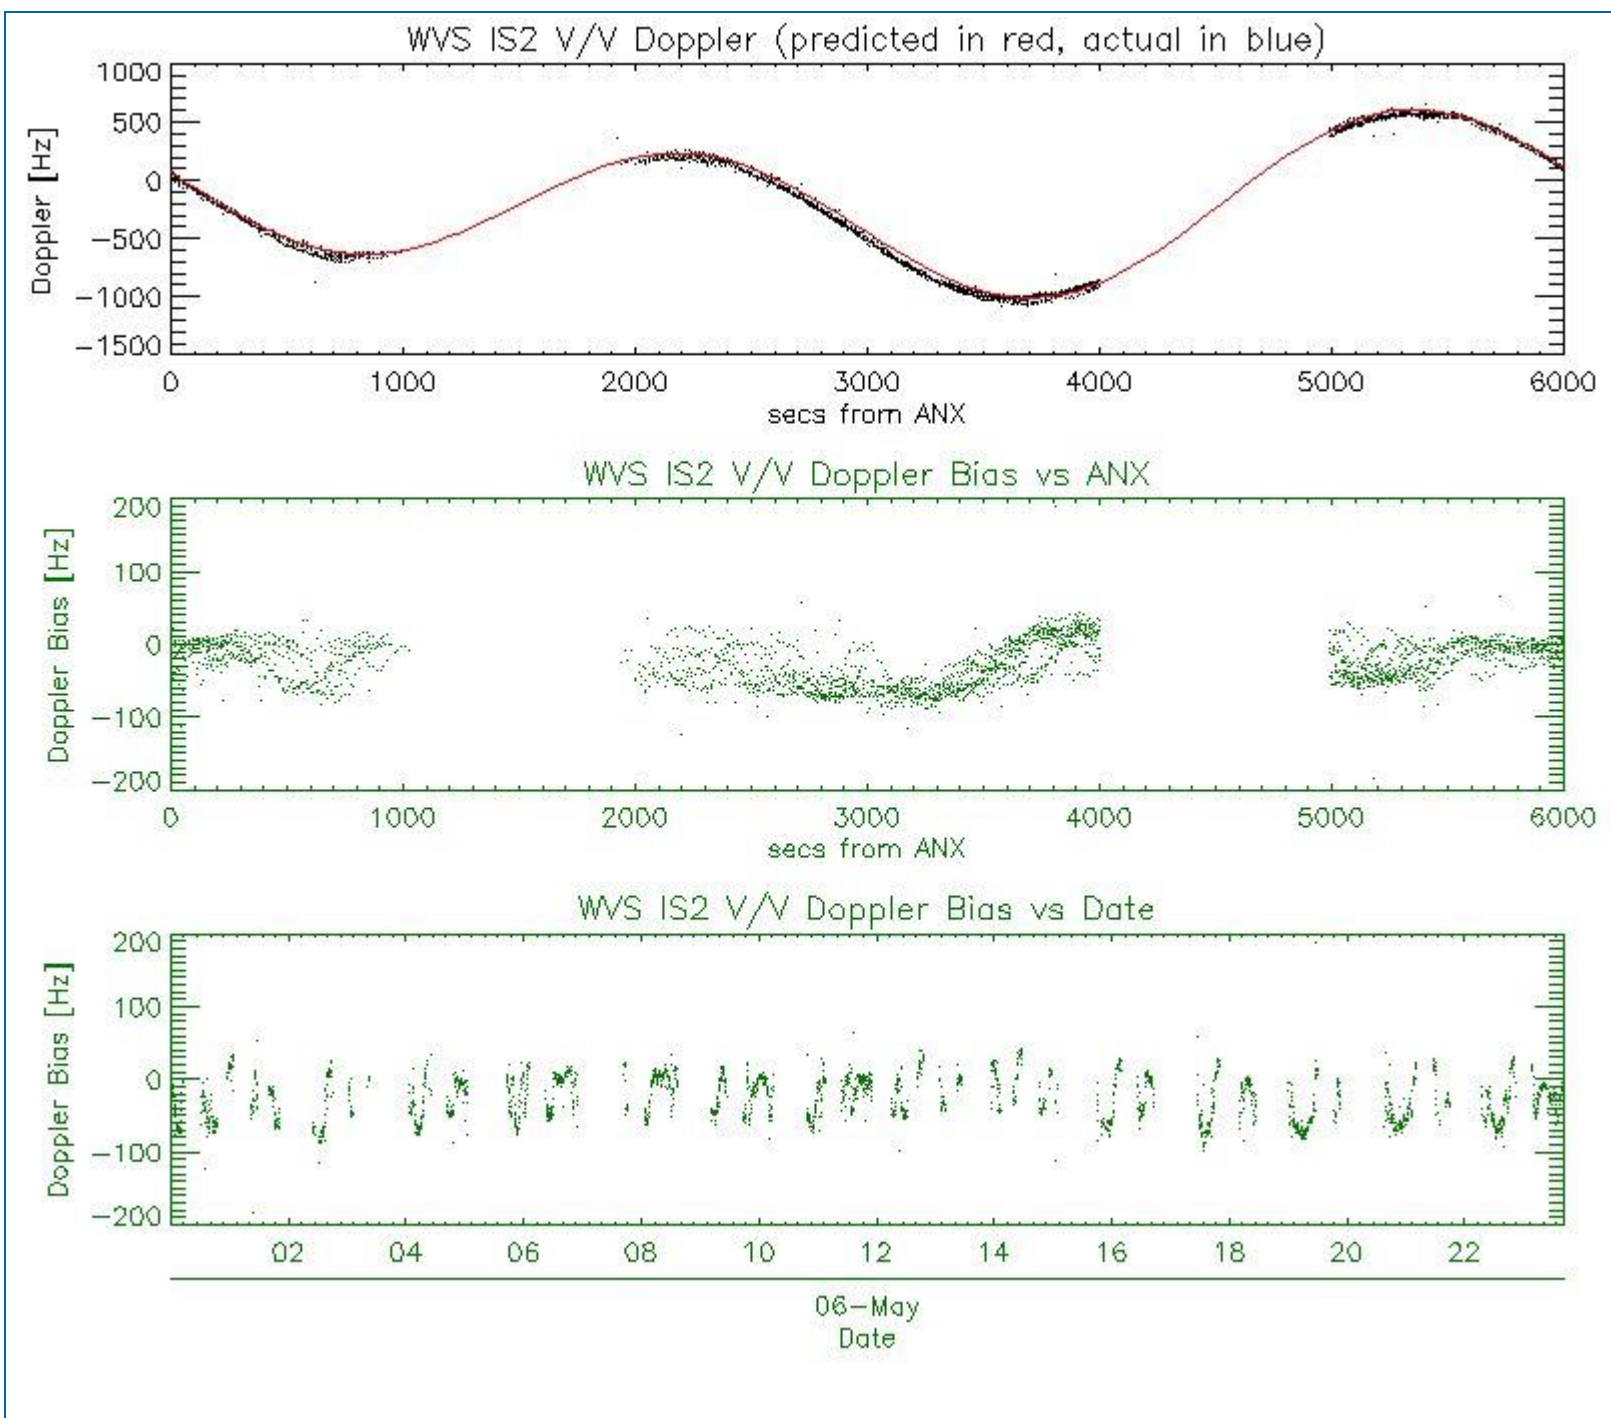 WVS IS2 V/V Doppler (predicted in red, actual in blue)
1000
500
0
-500
-1000
-1500
Doppler [Hz]
0 1000 2000 3000 4000 5000 6000
secs from ANX
WVS IS2 V/V Doppler Bias vs ANX
200
100
0
-100
-200
Doppler Bias [Hz]
0 1000 2000 3000 4000 5000 6000
secs from ANX
WVS IS2 V/V Doppler Bias vs Date
200
100
0
-100
-200
Doppler Bias [Hz]
02 04 06 08 10 12 14 16 18 20 22
06-May
Date